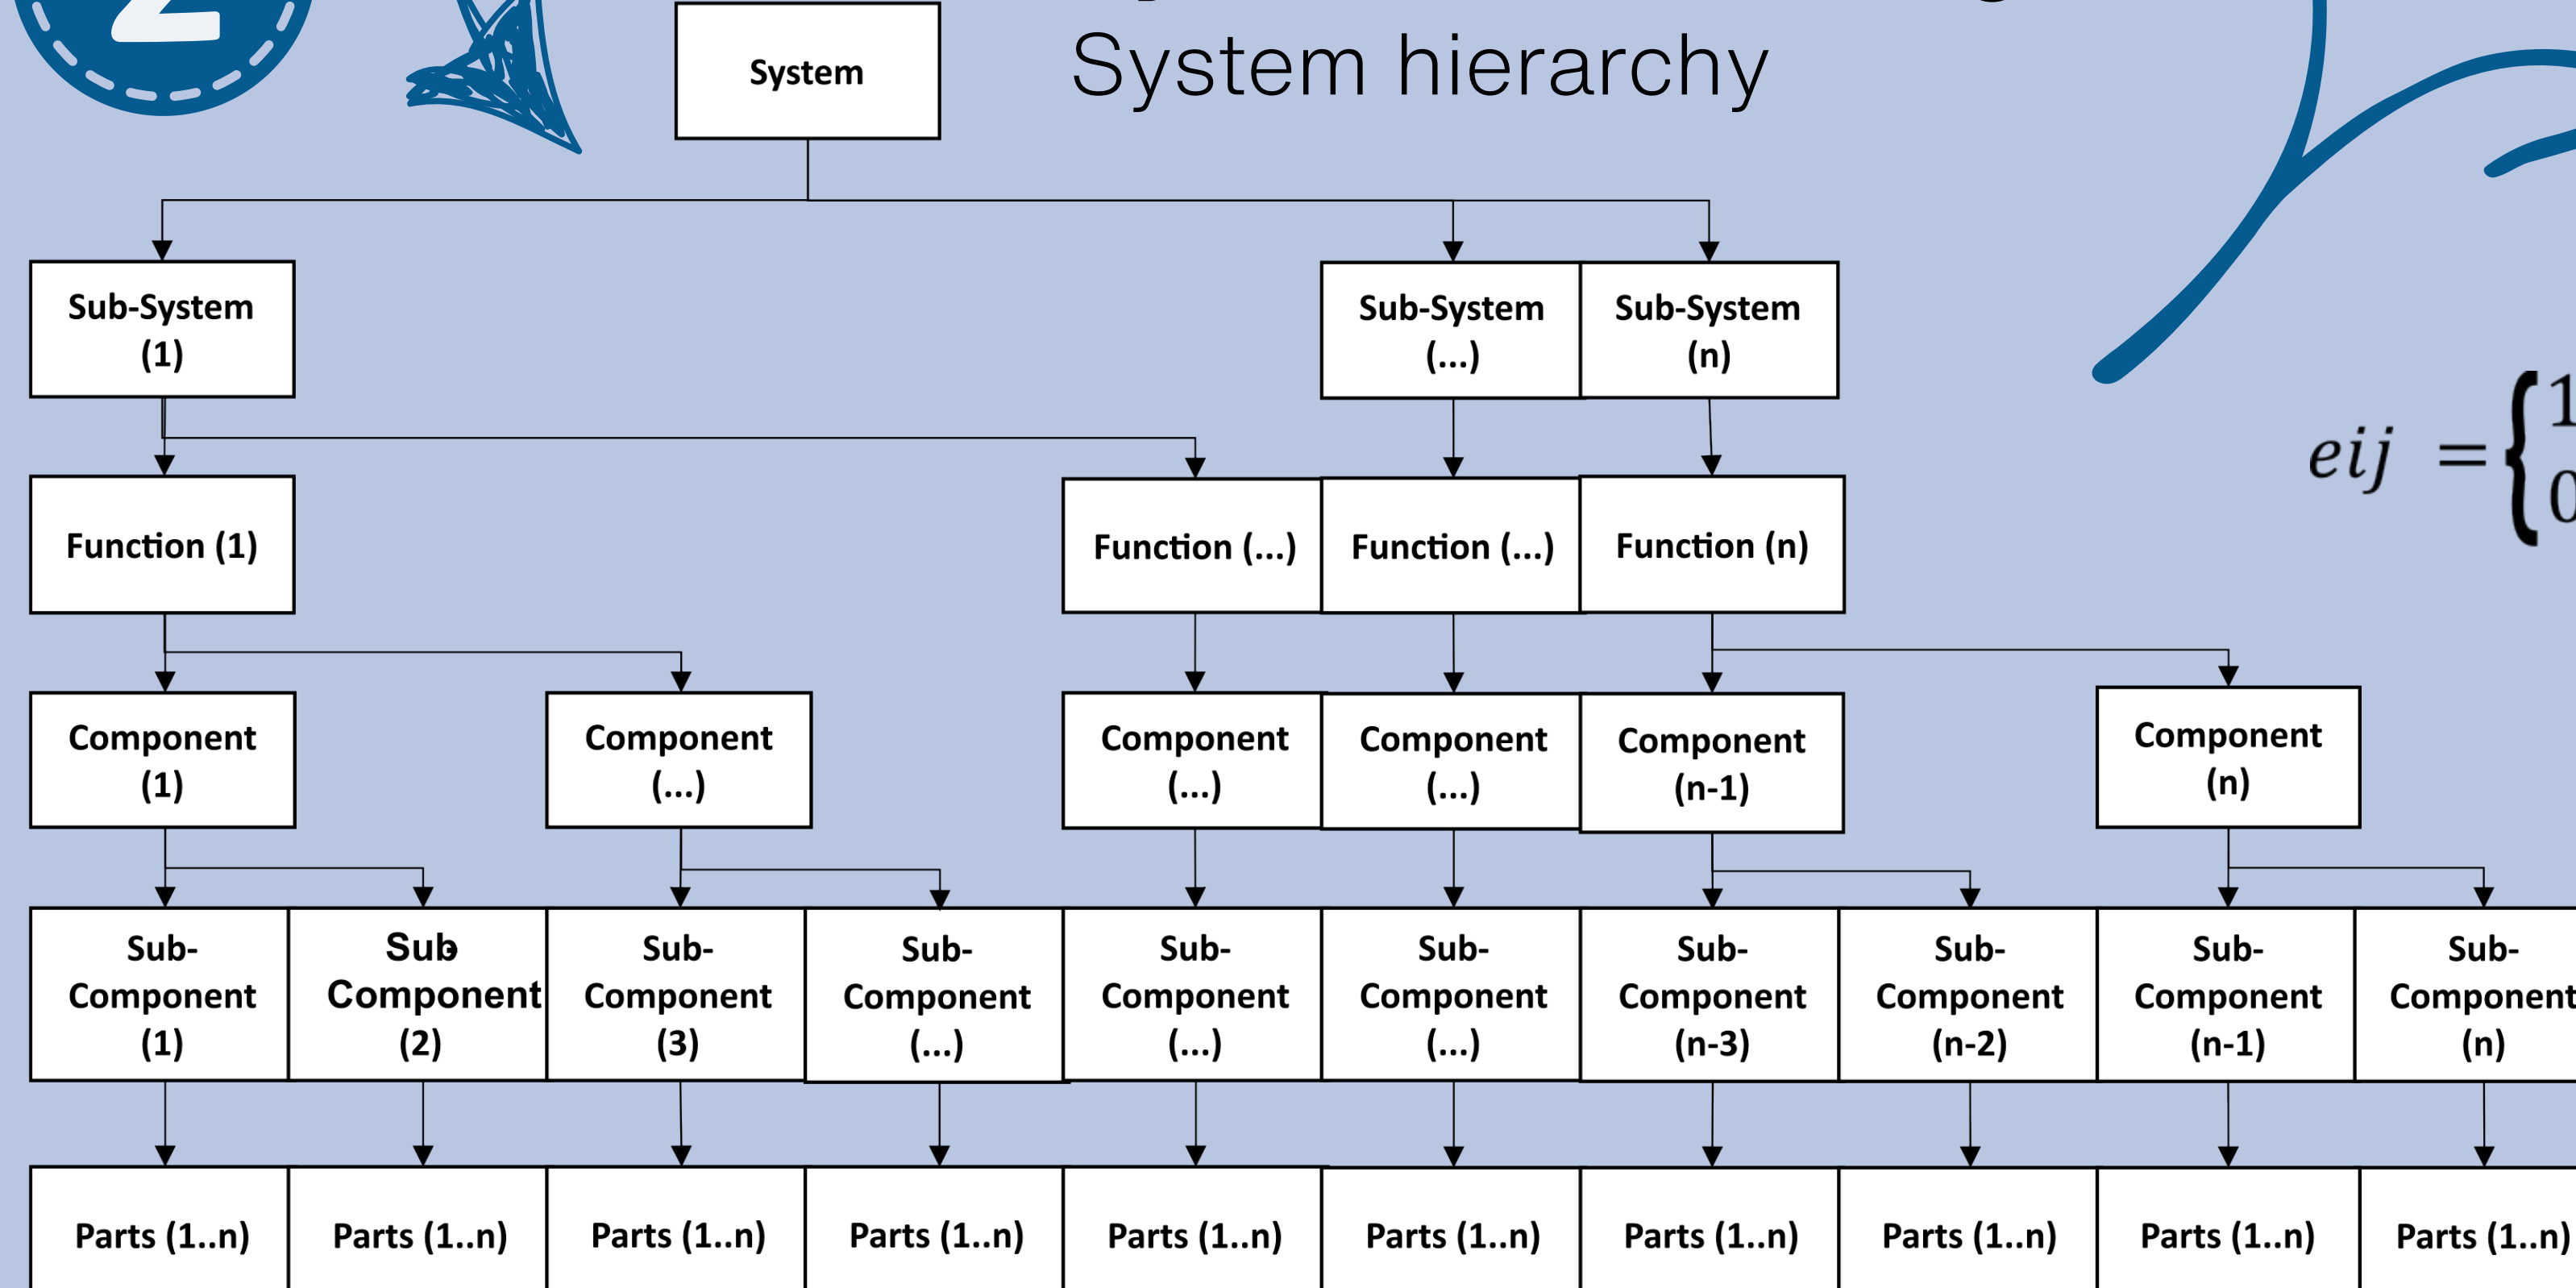 2
System
System hierarchy
Sub-System
(1)
Sub-System
(...)
Sub-System
(n)
eij = {1
0
Function (1)
Function (...)
Function (...)
Function (n)
Component
(1)
Component
(...)
Component
(...)
Component
(...)
Component
(n-1)
Component
(n)
Sub-
Component
(1)
Sub-
Component
(2)
Sub-
Component
(3)
Sub-
Component
(...)
Sub-
Component
(...)
Sub-
Component
(...)
Sub-
Component
(n-3)
Sub-
Component
(n-2)
Sub-
Component
(n-1)
Sub-
Component
(n)
Parts (1..n)
Parts (1..n)
Parts (1..n)
Parts (1..n)
Parts (1..n)
Parts (1..n)
Parts (1..n)
Parts (1..n)
Parts (1..n)
Parts (1..n)